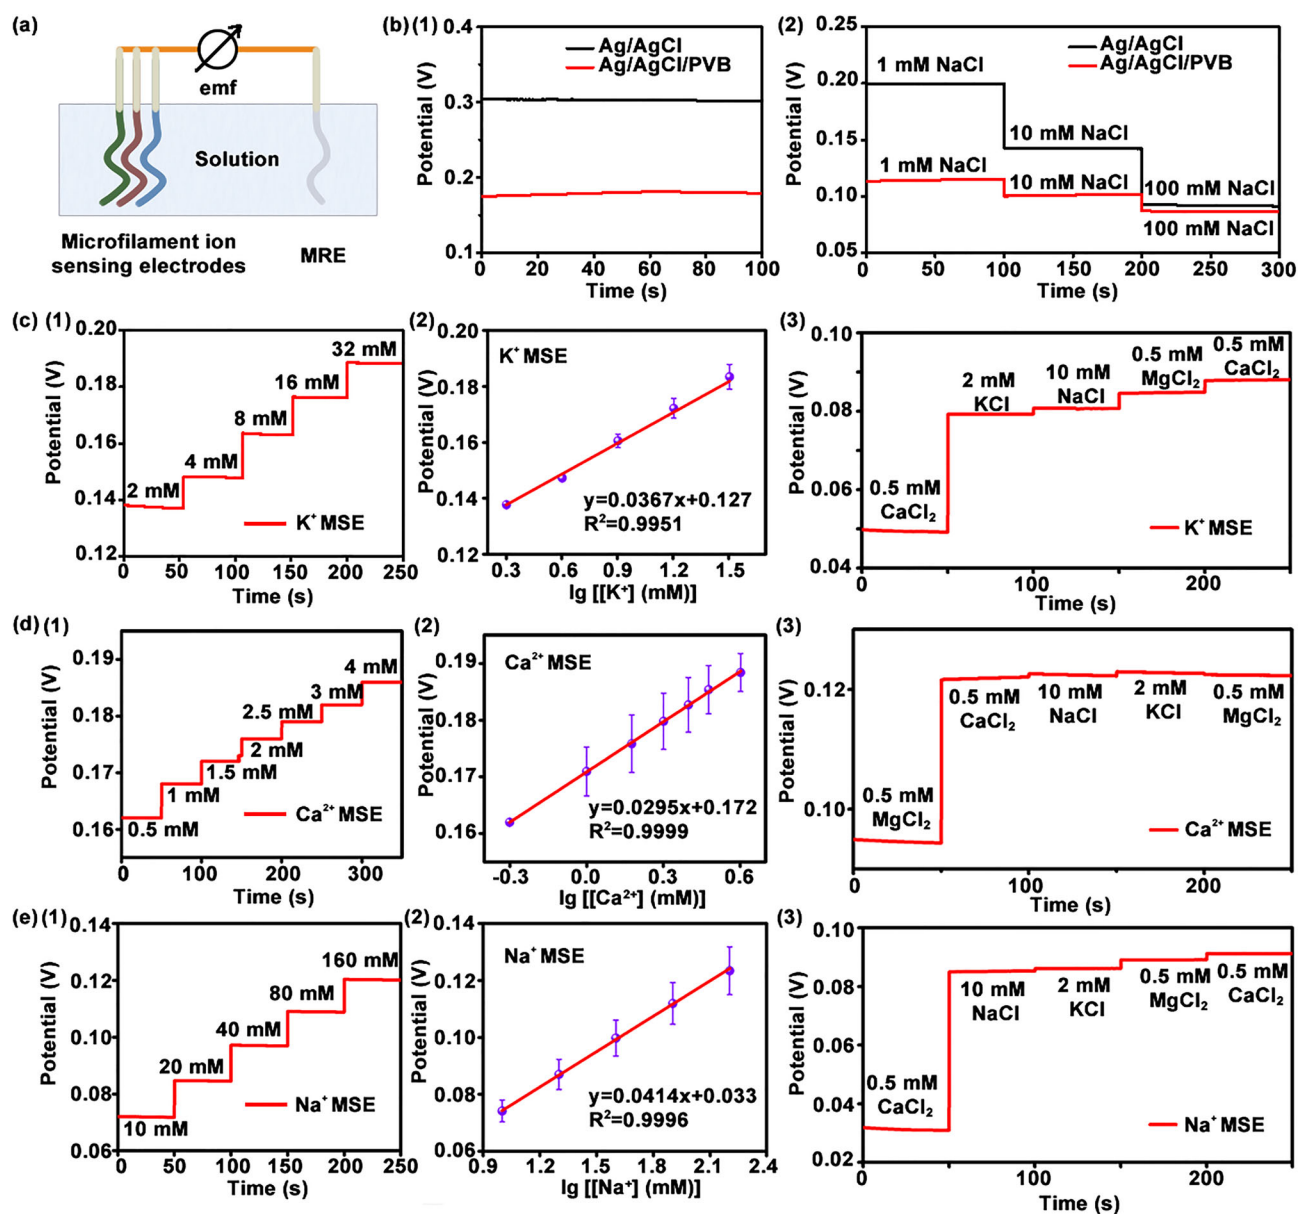 (a)
emf
Solution
Microfilament ion
sensing electrodes
MRE
(b) (1)
0.4
0.3
0.2
0.1
Potential (V)
Ag/AgCl
Ag/AgCl/PVB
0 20 40 60 80 100
Time (s)
(2)
0.20
0.15
0.10
0.05
Potential (V)
Ag/AgCl
Ag/AgCl/PVB
1 mM NaCl
10 mM NaCl
100 mM NaCl
1 mM NaCl
10 mM NaCl
100 mM NaCl
0 50 100 150 200 250 300
Time (s)
(c) (1)
0.20
0.18
0.16
0.14
0.12
Potential (V)
2 mM
4 mM
8 mM
16 mM
32 mM
K⁺ MSE
0 50 100 150 200 250
Time (s)
(2)
0.20
0.18
0.16
0.14
0.12
Potential (V)
K⁺ MSE
y=0.0367x+0.127
R²=0.9951
0.3 0.6 0.9 1.2 1.5
lg [[K⁺] (mM)]
(3)
0.10
0.08
0.06
0.04
Potential (V)
0.5 mM
CaCl₂
2 mM
KCl
10 mM
NaCl
0.5 mM
MgCl₂
0.5 mM
CaCl₂
K⁺ MSE
0 100 200
Time (s)
(d) (1)
0.19
0.18
0.17
0.16
Potential (V)
0.5 mM
1 mM
1.5 mM
2 mM
2.5 mM
3 mM
4 mM
Ca²⁺ MSE
0 100 200 300
Time (s)
(2)
0.19
0.18
0.17
0.16
Potential (V)
Ca²⁺ MSE
y=0.0295x+0.172
R²=0.9999
-0.3 0.0 0.3 0.6
lg [[Ca²⁺] (mM)]
(3)
0.12
0.10
Potential (V)
0.5 mM
MgCl₂
0.5 mM
CaCl₂
10 mM
NaCl
2 mM
KCl
0.5 mM
MgCl₂
Ca²⁺ MSE
0 100 200
Time (s)
(e) (1)
0.14
0.12
0.10
0.08
0.06
Potential (V)
10 mM
20 mM
40 mM
80 mM
160 mM
Na⁺ MSE
0 50 100 150 200 250
Time (s)
(2)
0.14
0.12
0.10
0.08
0.06
Potential (V)
Na⁺ MSE
y=0.0414x+0.033
R²=0.9996
0.9 1.2 1.5 1.8 2.1 2.4
lg [[Na⁺] (mM)]
(3)
0.10
0.08
0.06
0.04
0.02
Potential (V)
0.5 mM
CaCl₂
10 mM
NaCl
2 mM
KCl
0.5 mM
MgCl₂
0.5 mM
CaCl₂
Na⁺ MSE
0 100 200
Time (s)